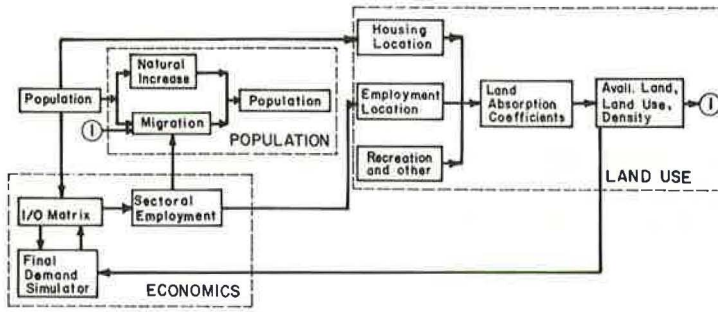 Housing
Location
Natural
Increase
Population
Population
Migration
I
POPULATION
Employment
Location
Land
Absorption
Coefficients
Avail. Land,
Land Use,
Density
I
Recreation
and other
LAND USE
I/O Matrix
Sectoral
Employment
Final
Demand
Simulator
ECONOMICS